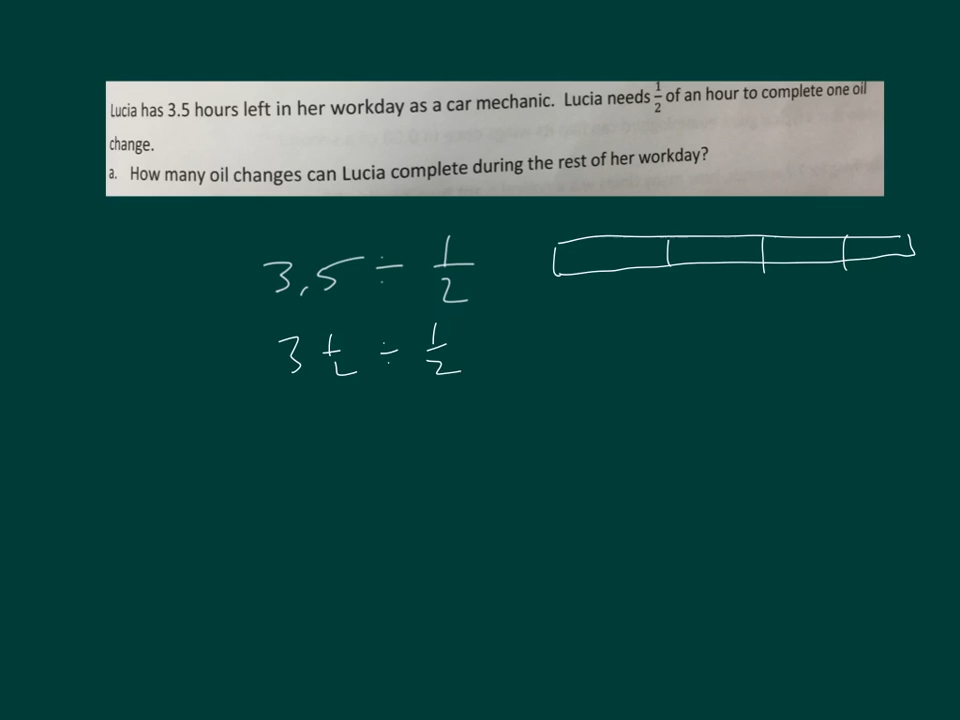 Lucia has 3.5 hours left in her workday as a car mechanic. Lucia needs 1/2 of an hour to complete one oil
change.
a. How many oil changes can Lucia complete during the rest of her workday?
3.5 ÷ 1/2
3 1/2 ÷ 1/2